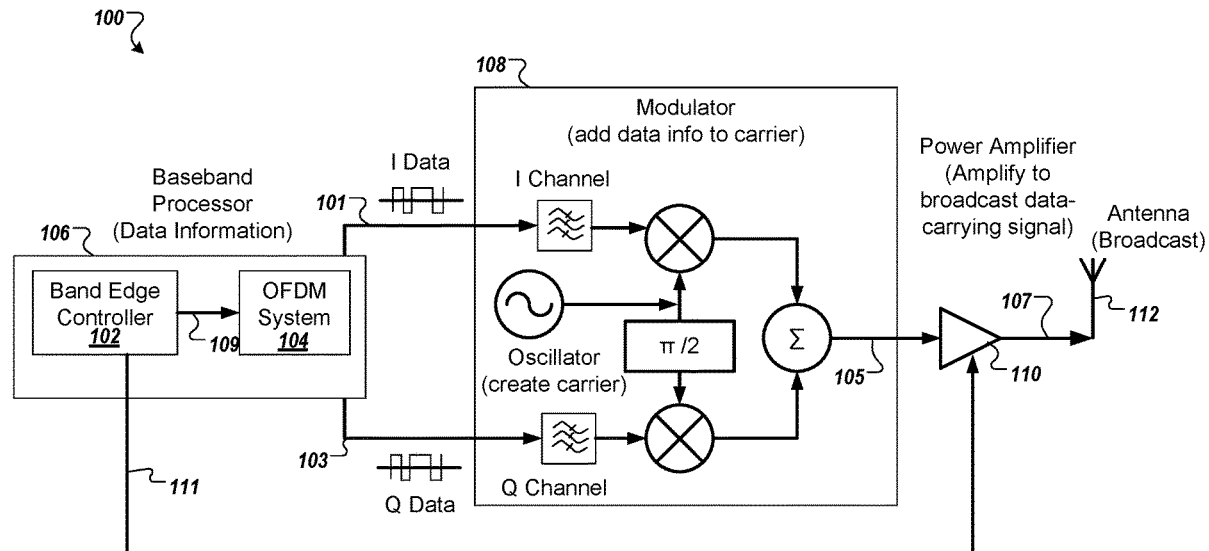 100
108
Modulator
(add data info to carrier)
I Data
I Channel
101
Baseband
Processor
(Data Information)
106
Band Edge
Controller
102
109
OFDM
System
104
Oscillator
(create carrier)
π /2
Σ
105
Power Amplifier
(Amplify to
broadcast data-
carrying signal)
Antenna
(Broadcast)
107
112
110
103
111
Q Data
Q Channel